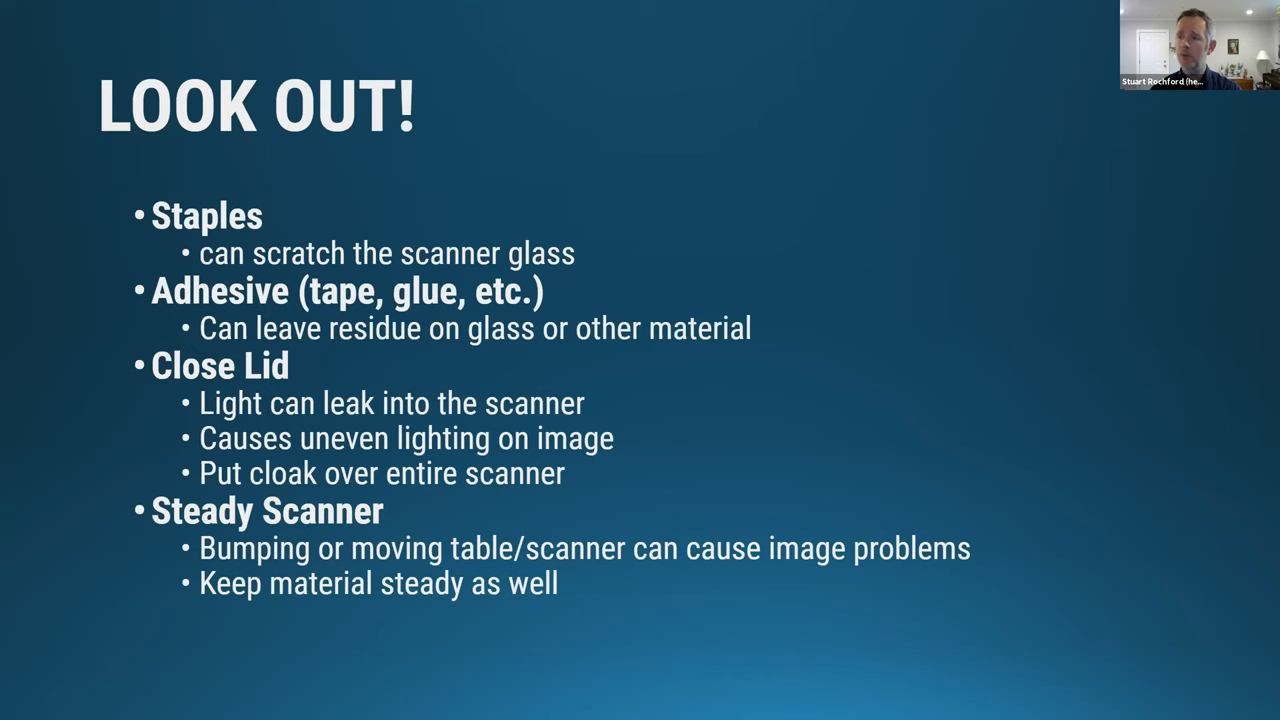 LOOK OUT!
Stuart Rochford (he...
• Staples
• can scratch the scanner glass
• Adhesive (tape, glue, etc.)
• Can leave residue on glass or other material
• Close Lid
• Light can leak into the scanner
• Causes uneven lighting on image
• Put cloak over entire scanner
• Steady Scanner
• Bumping or moving table/scanner can cause image problems
• Keep material steady as well